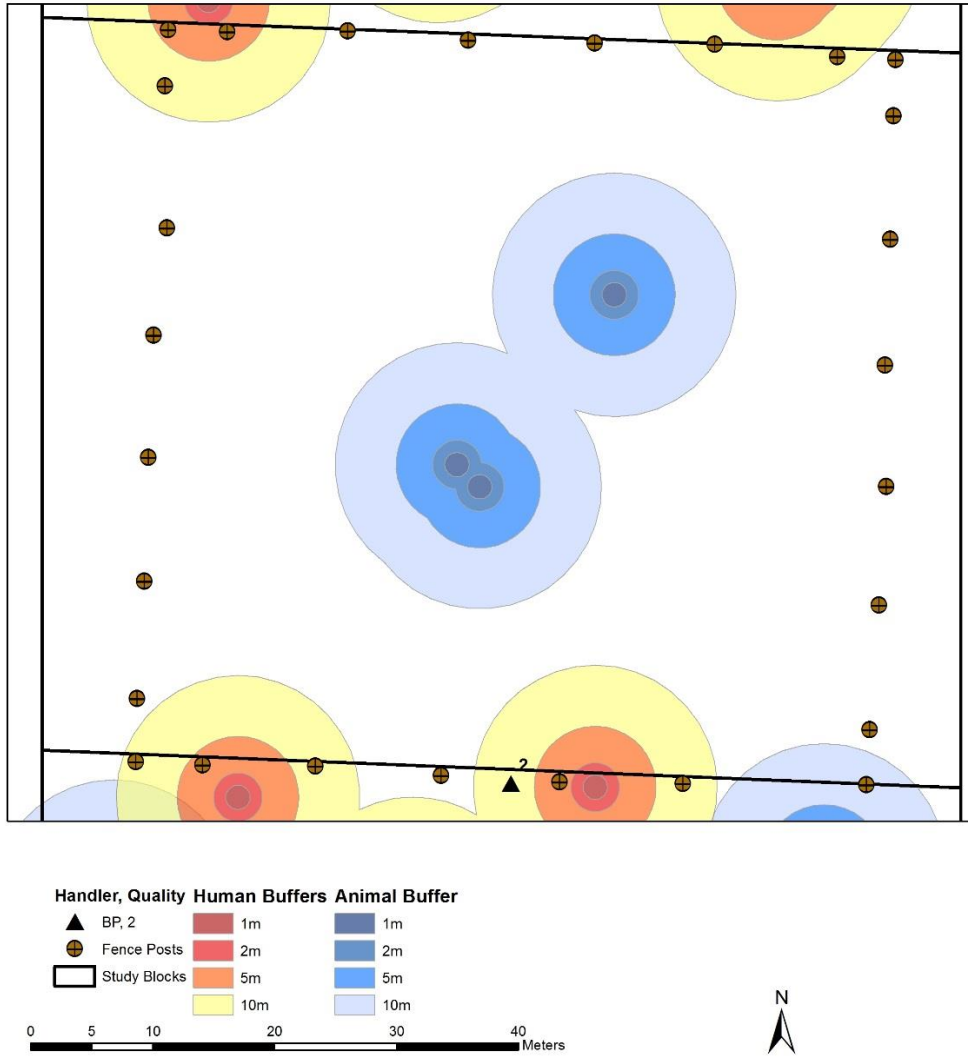 2
Handler, Quality Human Buffers Animal Buffer
BP, 2 1m 1m
Fence Posts 2m 2m
Study Blocks 5m 5m
10m 10m
N
0 5 10 20 30 40
Meters